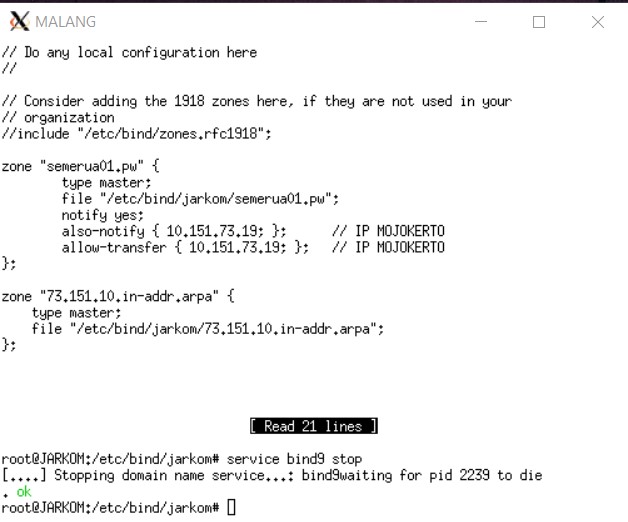 MALANG
// Do any local configuration here
//
// Consider adding the 1918 zones here, if they are not used in your
// organization
//include "/etc/bind/zones.rfc1918";
zone "semerua01.pw" {
        type master;
        file "/etc/bind/jarkom/semerua01.pw";
        notify yes;
        also-notify { 10.151.73.19; };      // IP MOJOKERTO
        allow-transfer { 10.151.73.19; };   // IP MOJOKERTO
};
zone "73.151.10.in-addr.arpa" {
    type master;
    file "/etc/bind/jarkom/73.151.10.in-addr.arpa";
};
[ Read 21 lines ]
root@JARKOM:/etc/bind/jarkom# service bind9 stop
[....] Stopping domain name service...: bind9waiting for pid 2239 to die
. ok
root@JARKOM:/etc/bind/jarkom#